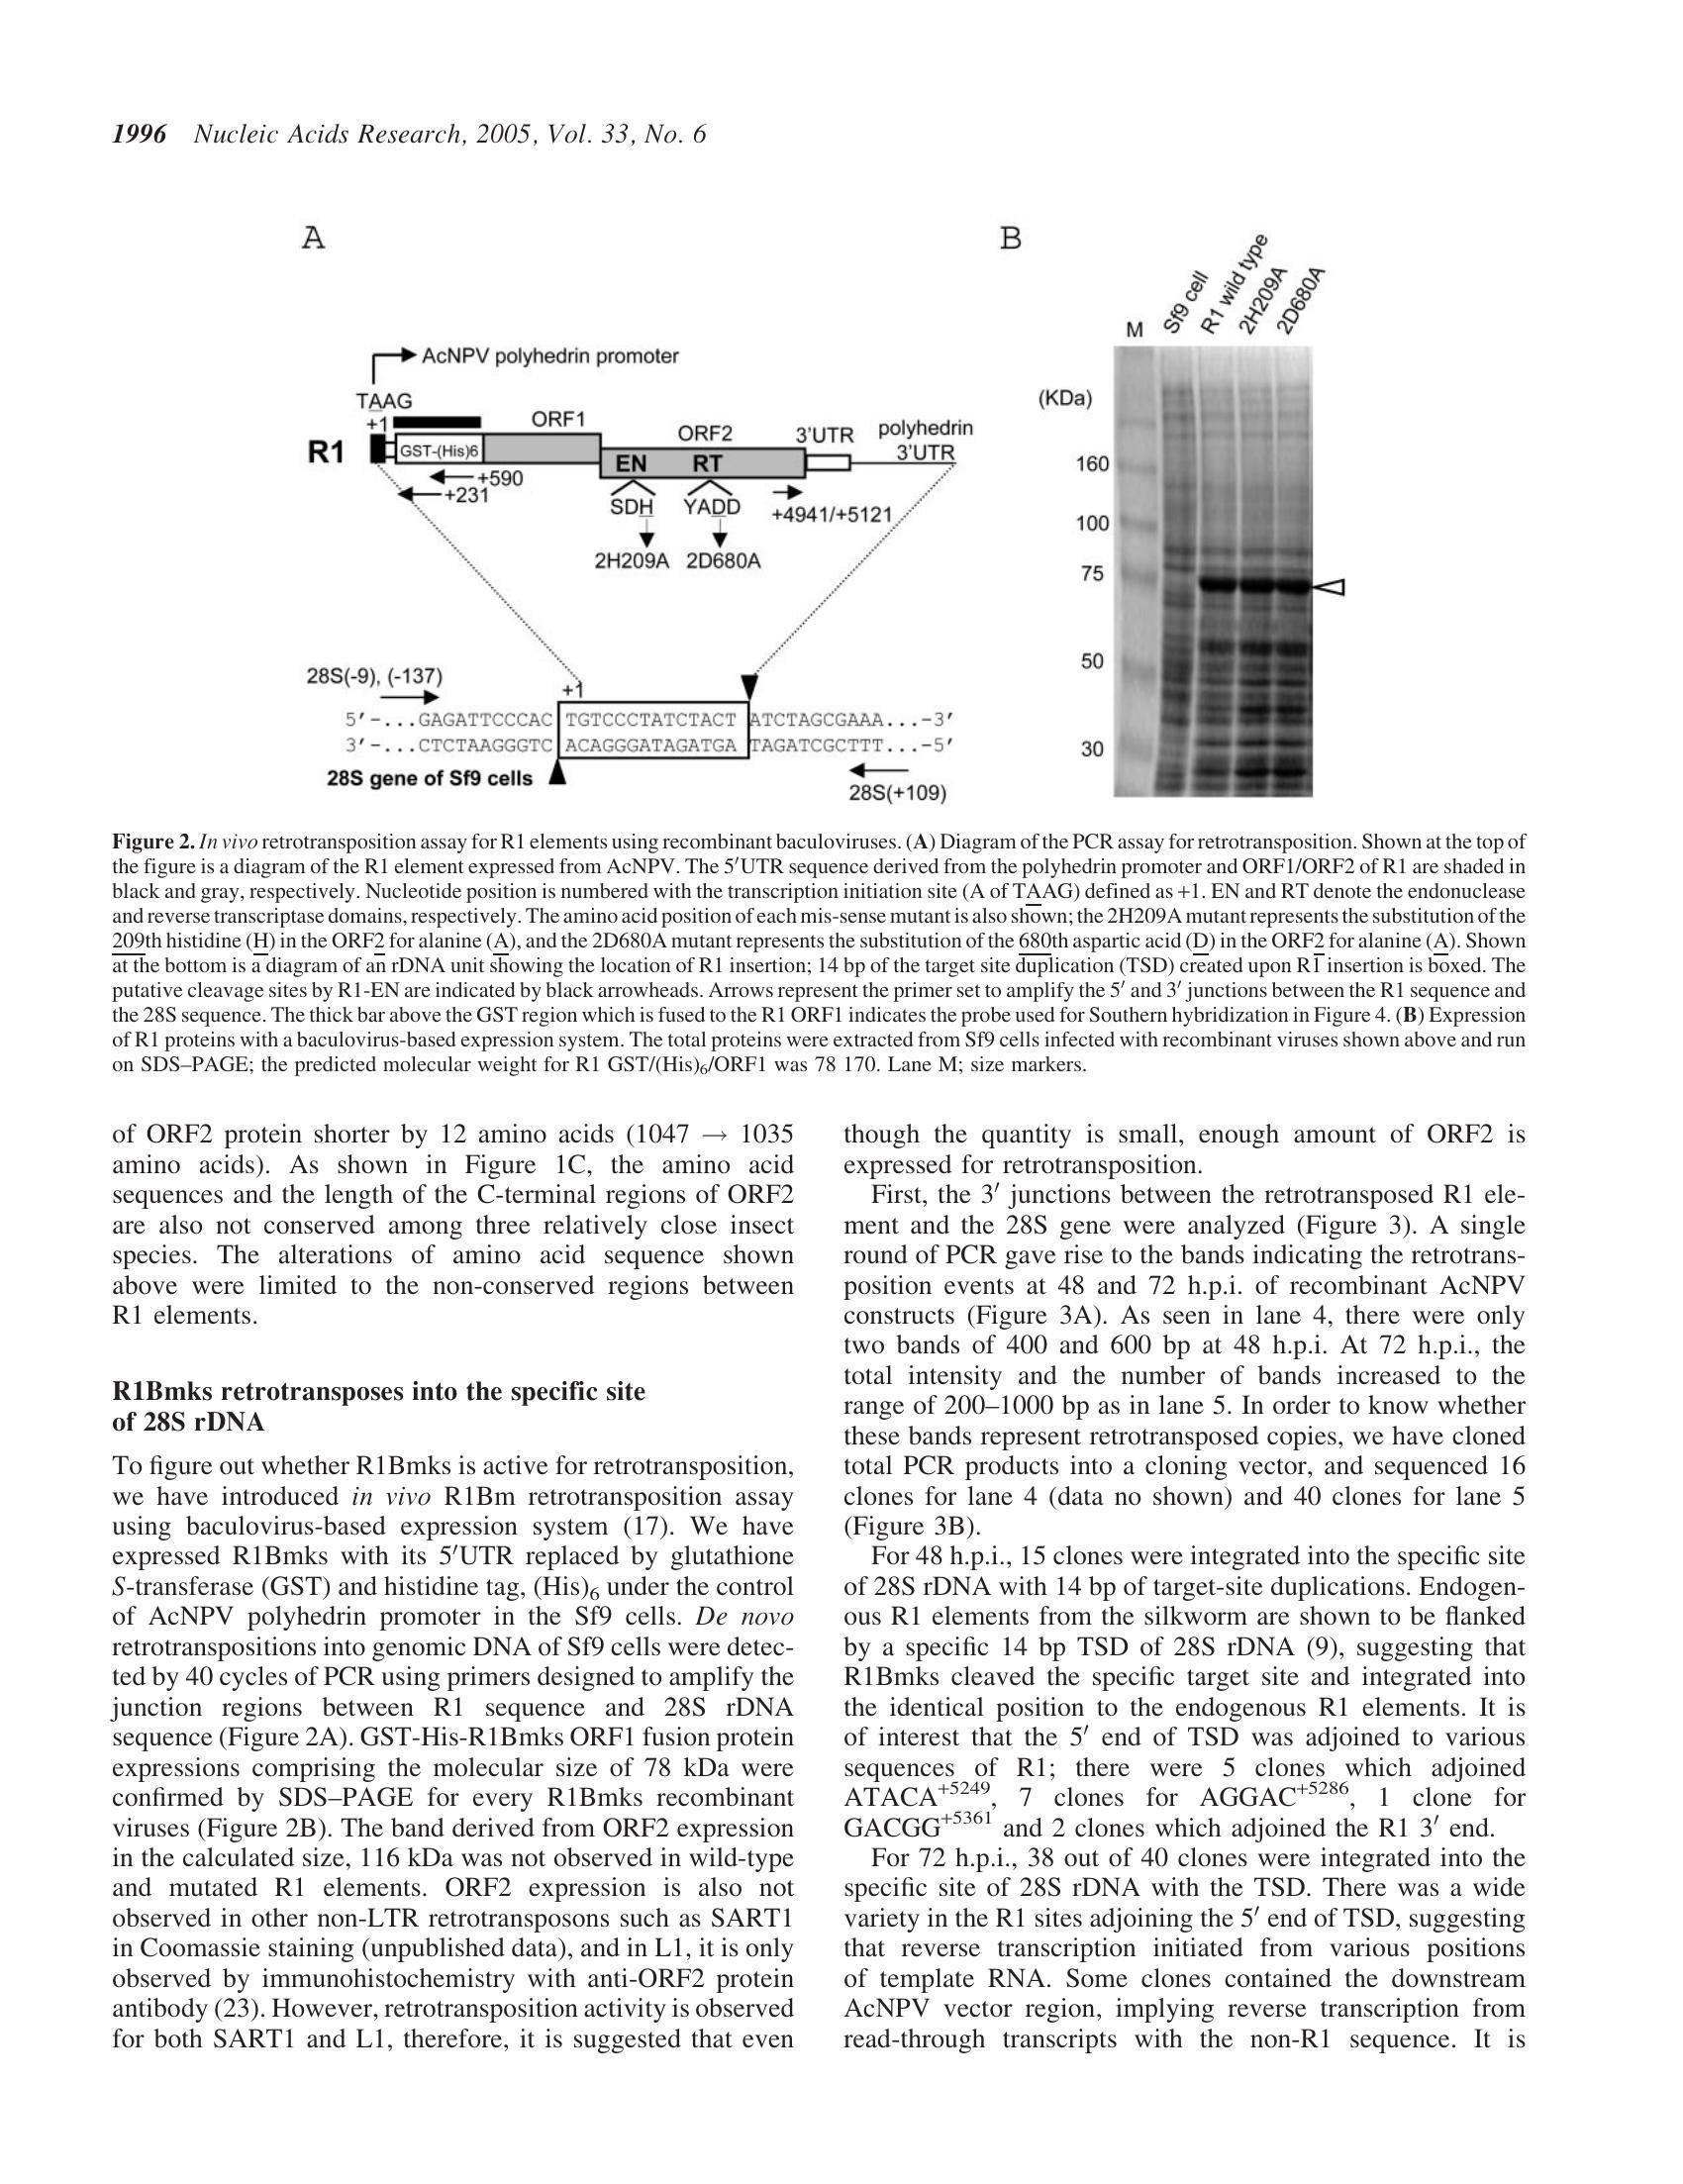 1996 Nucleic Acids Research, 2005, Vol. 33, No. 6
A
B
AcNPV polyhedrin promoter
TAAG
+1
ORF1
ORF2
3'UTR
polyhedrin
3'UTR
R1
GST-(His)6
EN
RT
+590
+231
SDH
YADD
+4941/+5121
2H209A
2D680A
28S(-9), (-137)
+1
5'-...GAGATTCCCAC TGTCCCTATCTACT ATCTAGCGAAA...-3'
3'-...CTCTAAGGGTC ACAGGGATAGATGA TAGATCGCTTT...-5'
28S gene of Sf9 cells
28S(+109)
M
Sf9 cell
R1 wild type
2H209A
2D680A
(KDa)
160
100
75
50
30
Figure 2. In vivo retrotransposition assay for R1 elements using recombinant baculoviruses. (A) Diagram of the PCR assay for retrotransposition. Shown at the top of
the figure is a diagram of the R1 element expressed from AcNPV. The 5′UTR sequence derived from the polyhedrin promoter and ORF1/ORF2 of R1 are shaded in
black and gray, respectively. Nucleotide position is numbered with the transcription initiation site (A of TAAG) defined as +1. EN and RT denote the endonuclease
and reverse transcriptase domains, respectively. The amino acid position of each mis-sense mutant is also shown; the 2H209A mutant represents the substitution of the
209th histidine (H) in the ORF2 for alanine (A), and the 2D680A mutant represents the substitution of the 680th aspartic acid (D) in the ORF2 for alanine (A). Shown
at the bottom is a diagram of an rDNA unit showing the location of R1 insertion; 14 bp of the target site duplication (TSD) created upon R1 insertion is boxed. The
putative cleavage sites by R1-EN are indicated by black arrowheads. Arrows represent the primer set to amplify the 5′ and 3′ junctions between the R1 sequence and
the 28S sequence. The thick bar above the GST region which is fused to the R1 ORF1 indicates the probe used for Southern hybridization in Figure 4. (B) Expression
of R1 proteins with a baculovirus-based expression system. The total proteins were extracted from Sf9 cells infected with recombinant viruses shown above and run
on SDS–PAGE; the predicted molecular weight for R1 GST/(His)₆/ORF1 was 78 170. Lane M; size markers.
of ORF2 protein shorter by 12 amino acids (1047 → 1035
amino acids). As shown in Figure 1C, the amino acid
sequences and the length of the C-terminal regions of ORF2
are also not conserved among three relatively close insect
species. The alterations of amino acid sequence shown
above were limited to the non-conserved regions between
R1 elements.
R1Bmks retrotransposes into the specific site
of 28S rDNA
To figure out whether R1Bmks is active for retrotransposition,
we have introduced in vivo R1Bm retrotransposition assay
using baculovirus-based expression system (17). We have
expressed R1Bmks with its 5′UTR replaced by glutathione
S-transferase (GST) and histidine tag, (His)₆ under the control
of AcNPV polyhedrin promoter in the Sf9 cells. De novo
retrotranspositions into genomic DNA of Sf9 cells were detec-
ted by 40 cycles of PCR using primers designed to amplify the
junction regions between R1 sequence and 28S rDNA
sequence (Figure 2A). GST-His-R1Bmks ORF1 fusion protein
expressions comprising the molecular size of 78 kDa were
confirmed by SDS–PAGE for every R1Bmks recombinant
viruses (Figure 2B). The band derived from ORF2 expression
in the calculated size, 116 kDa was not observed in wild-type
and mutated R1 elements. ORF2 expression is also not
observed in other non-LTR retrotransposons such as SART1
in Coomassie staining (unpublished data), and in L1, it is only
observed by immunohistochemistry with anti-ORF2 protein
antibody (23). However, retrotransposition activity is observed
for both SART1 and L1, therefore, it is suggested that even
though the quantity is small, enough amount of ORF2 is
expressed for retrotransposition.
First, the 3′ junctions between the retrotransposed R1 ele-
ment and the 28S gene were analyzed (Figure 3). A single
round of PCR gave rise to the bands indicating the retrotrans-
position events at 48 and 72 h.p.i. of recombinant AcNPV
constructs (Figure 3A). As seen in lane 4, there were only
two bands of 400 and 600 bp at 48 h.p.i. At 72 h.p.i., the
total intensity and the number of bands increased to the
range of 200–1000 bp as in lane 5. In order to know whether
these bands represent retrotransposed copies, we have cloned
total PCR products into a cloning vector, and sequenced 16
clones for lane 4 (data no shown) and 40 clones for lane 5
(Figure 3B).
For 48 h.p.i., 15 clones were integrated into the specific site
of 28S rDNA with 14 bp of target-site duplications. Endogen-
ous R1 elements from the silkworm are shown to be flanked
by a specific 14 bp TSD of 28S rDNA (9), suggesting that
R1Bmks cleaved the specific target site and integrated into
the identical position to the endogenous R1 elements. It is
of interest that the 5′ end of TSD was adjoined to various
sequences of R1; there were 5 clones which adjoined
ATACA⁺⁵²⁴⁹, 7 clones for AGGAC⁺⁵²⁸⁶, 1 clone for
GACGG⁺⁵³⁶¹ and 2 clones which adjoined the R1 3′ end.
For 72 h.p.i., 38 out of 40 clones were integrated into the
specific site of 28S rDNA with the TSD. There was a wide
variety in the R1 sites adjoining the 5′ end of TSD, suggesting
that reverse transcription initiated from various positions
of template RNA. Some clones contained the downstream
AcNPV vector region, implying reverse transcription from
read-through transcripts with the non-R1 sequence. It is